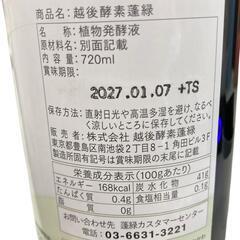 商品名:越後酵素蓬緑
名称:植物発酵液
原材料名:別面記載
内容量:720ml
賞味期限:
2027.01.07 +TS
保存方法:直射日光や高温多湿を避け、なるべく
涼しいところに保存してください。
製造者:株式会社 越後酵素蓬緑
東京都豊島区南池袋2丁目8-1 角田ビル3F
製造所固有記号は賞味期限の末尾に記載
栄養成分表示(100gあたり)
エネルギー 168kcal 炭水化物 41g
たんぱく質 0.4g 食塩相当量 0.1g
脂質 0g
お問い合わせ先 蓬緑カスタマーセンター
☎ 03-6631-3221